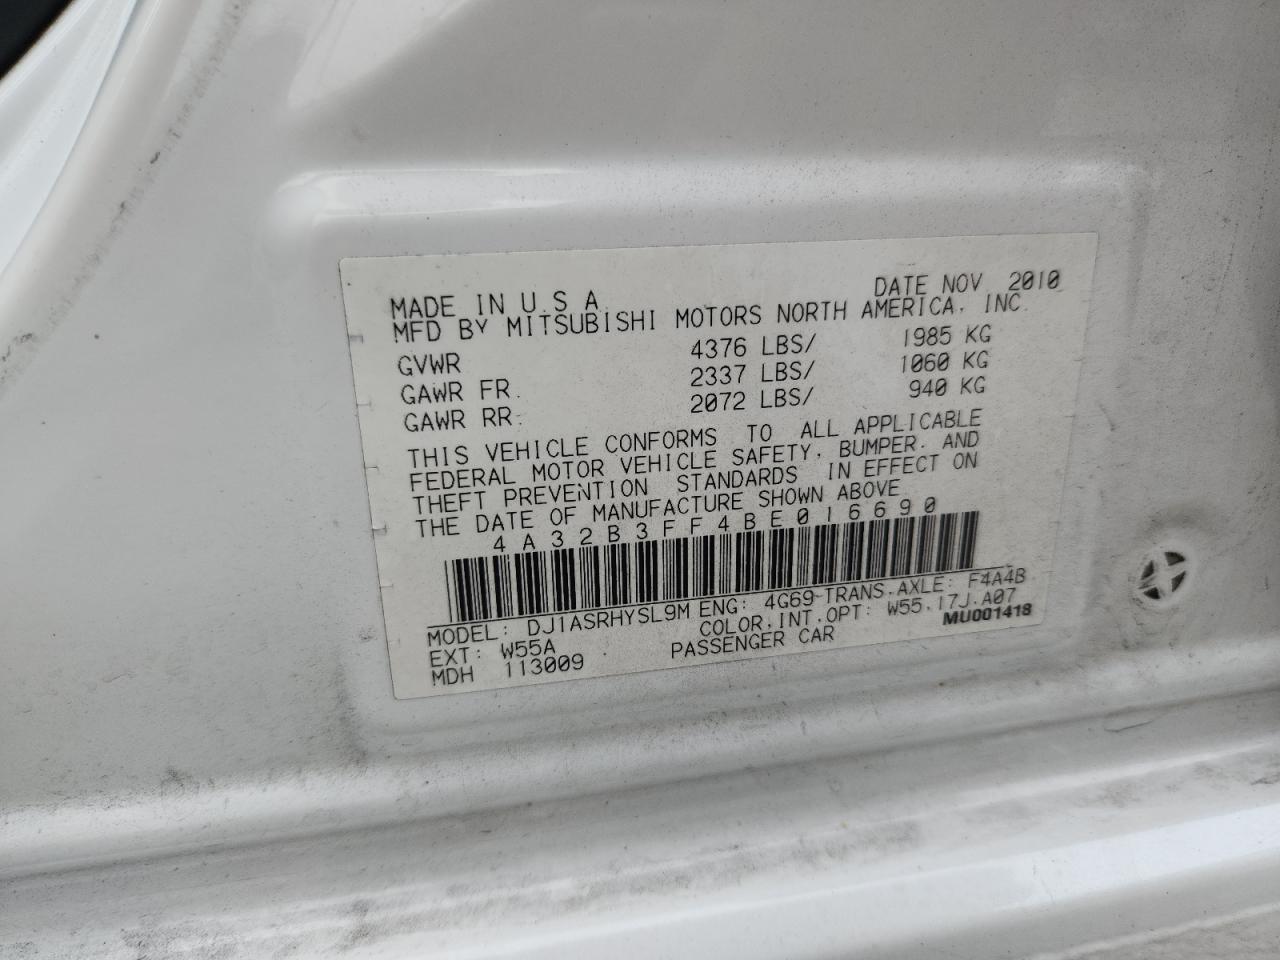 DATE NOV 2010
MADE IN U.S.A.
MFD BY MITSUBISHI MOTORS NORTH AMERICA, INC.
GVWR 4376 LBS/ 1985 KG
GAWR FR. 2337 LBS/ 1060 KG
GAWR RR. 2072 LBS/ 940 KG
THIS VEHICLE CONFORMS TO ALL APPLICABLE
FEDERAL MOTOR VEHICLE SAFETY, BUMPER, AND
THEFT PREVENTION STANDARDS IN EFFECT ON
THE DATE OF MANUFACTURE SHOWN ABOVE
4A32B3FF4BE016690
MODEL: DJ1ASRHYSL9M ENG: 4G69 TRANS.AXLE: F4A4B
EXT: W55A COLOR.INT.OPT: W55.17J.A07
MDH 113009 PASSENGER CAR MU001418